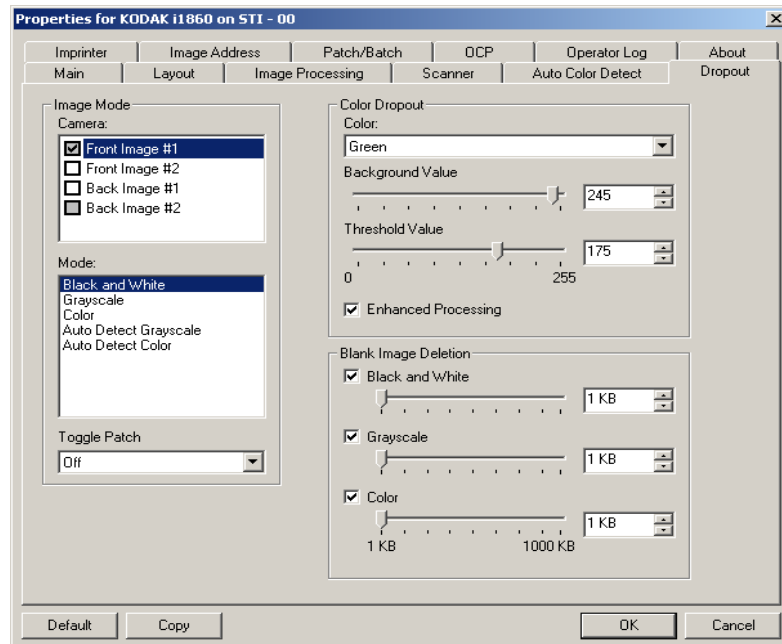 Properties for KODAK i1860 on STI - 00
Imprinter Image Address Patch/Batch OCP Operator Log About
Main Layout Image Processing Scanner Auto Color Detect Dropout
Image Mode
Camera:
Front Image #1
Front Image #2
Back Image #1
Back Image #2
Mode:
Black and White
Grayscale
Color
Auto Detect Grayscale
Auto Detect Color
Toggle Patch
Off
Color Dropout
Color:
Green
Background Value
245
Threshold Value
175
0 255
Enhanced Processing
Blank Image Deletion
Black and White
1 KB
Grayscale
1 KB
Color
1 KB
1 KB 1000 KB
Default Copy OK Cancel